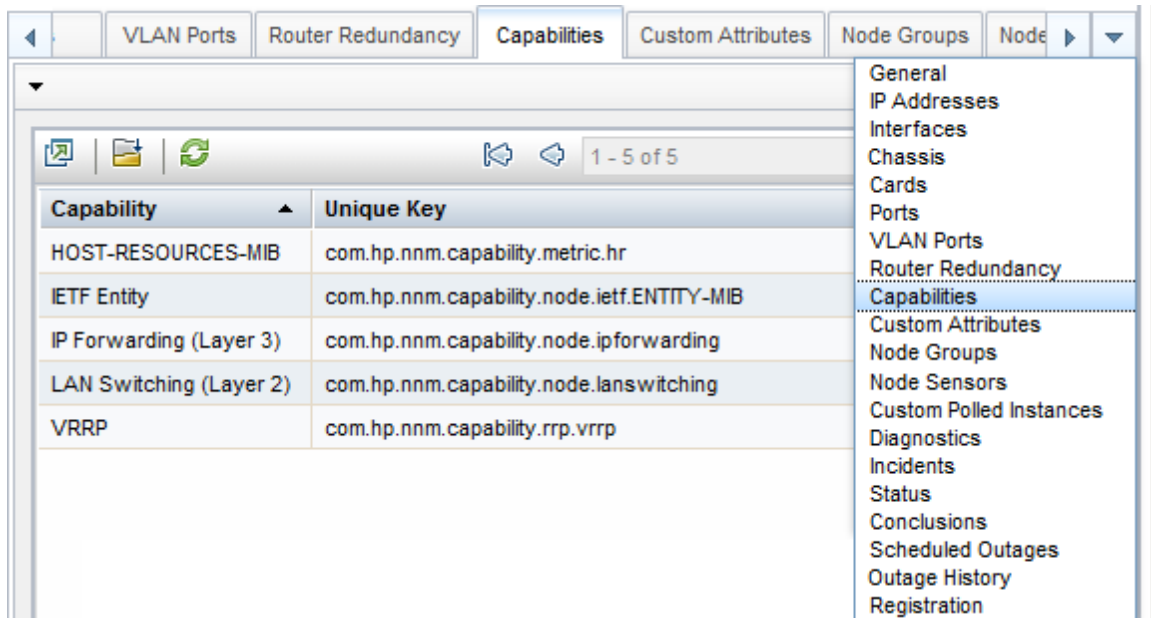 VLAN Ports Router Redundancy Capabilities Custom Attributes Node Groups Node
1 - 5 of 5
Capability Unique Key
HOST-RESOURCES-MIB com.hp.nnm.capability.metric.hr
IETF Entity com.hp.nnm.capability.node.ietf.ENTITY-MIB
IP Forwarding (Layer 3) com.hp.nnm.capability.node.ipforwarding
LAN Switching (Layer 2) com.hp.nnm.capability.node.lanswitching
VRRP com.hp.nnm.capability.rrp.vrrp
General
IP Addresses
Interfaces
Chassis
Cards
Ports
VLAN Ports
Router Redundancy
Capabilities
Custom Attributes
Node Groups
Node Sensors
Custom Polled Instances
Diagnostics
Incidents
Status
Conclusions
Scheduled Outages
Outage History
Registration